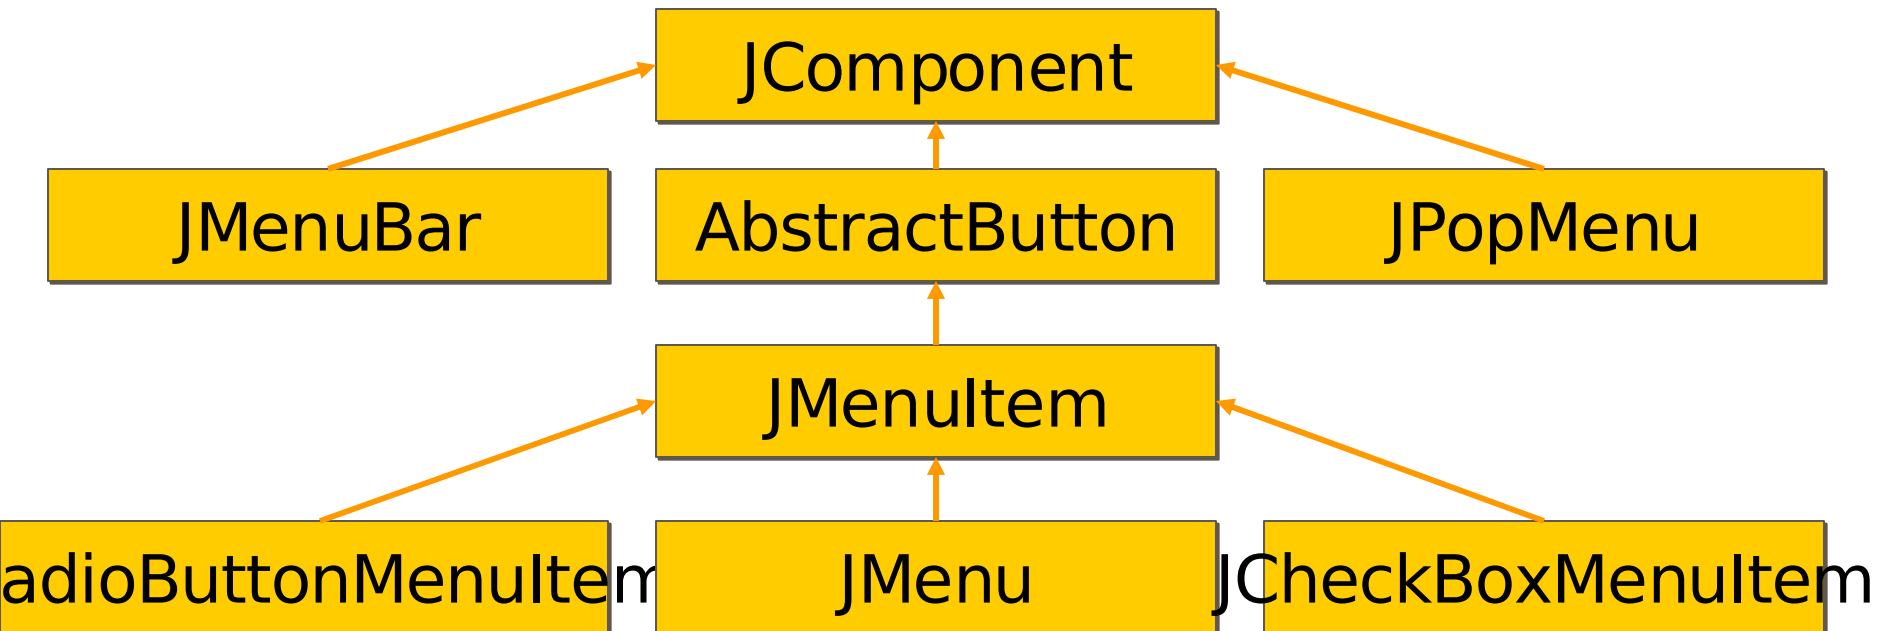 JComponent
JMenuBar
AbstractButton
JPopMenu
JMenuItem
adioButtonMenuItem
JMenu
JCheckBoxMenuItem